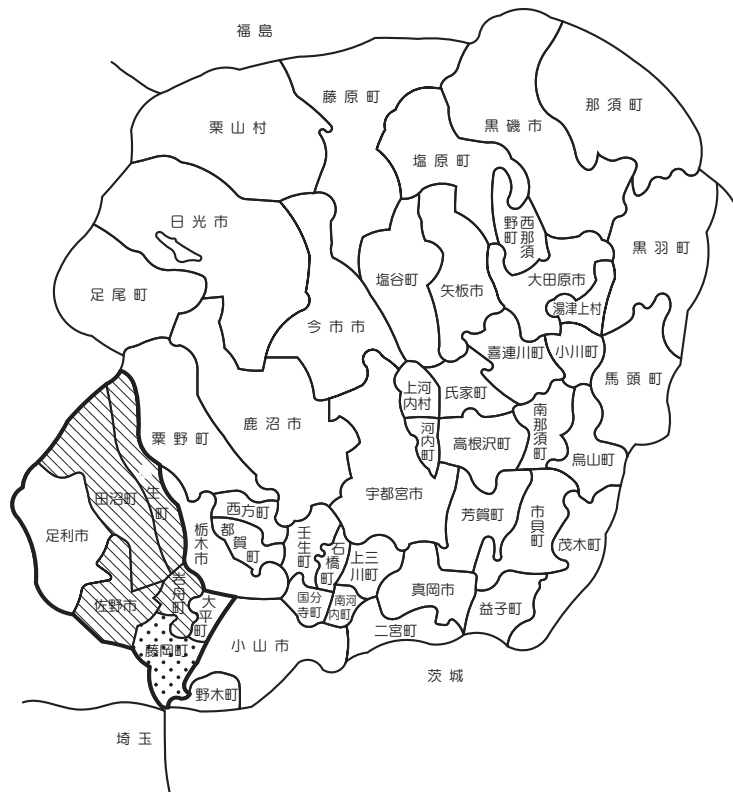 福島
藤原町
那須町
栗山村
黒磯市
塩原町
日光市
西那須
野町
黒羽町
足尾町
塩谷町
矢板市
大田原市
湯津上村
今市市
喜連川町
小川町
馬頭町
上河
内村
氏家町
粟野町
鹿沼市
河内町
高根沢町
南那須町
烏山町
田沼町
生町
宇都宮市
足利市
栃木市
西方町
都賀町
壬生町
石橋町
上三
川町
芳賀町
市貝町
茂木町
佐野市
岩舟町
大平町
国分
寺町
南河
内町
真岡市
益子町
藤岡町
小山市
二宮町
野木町
茨城
埼玉